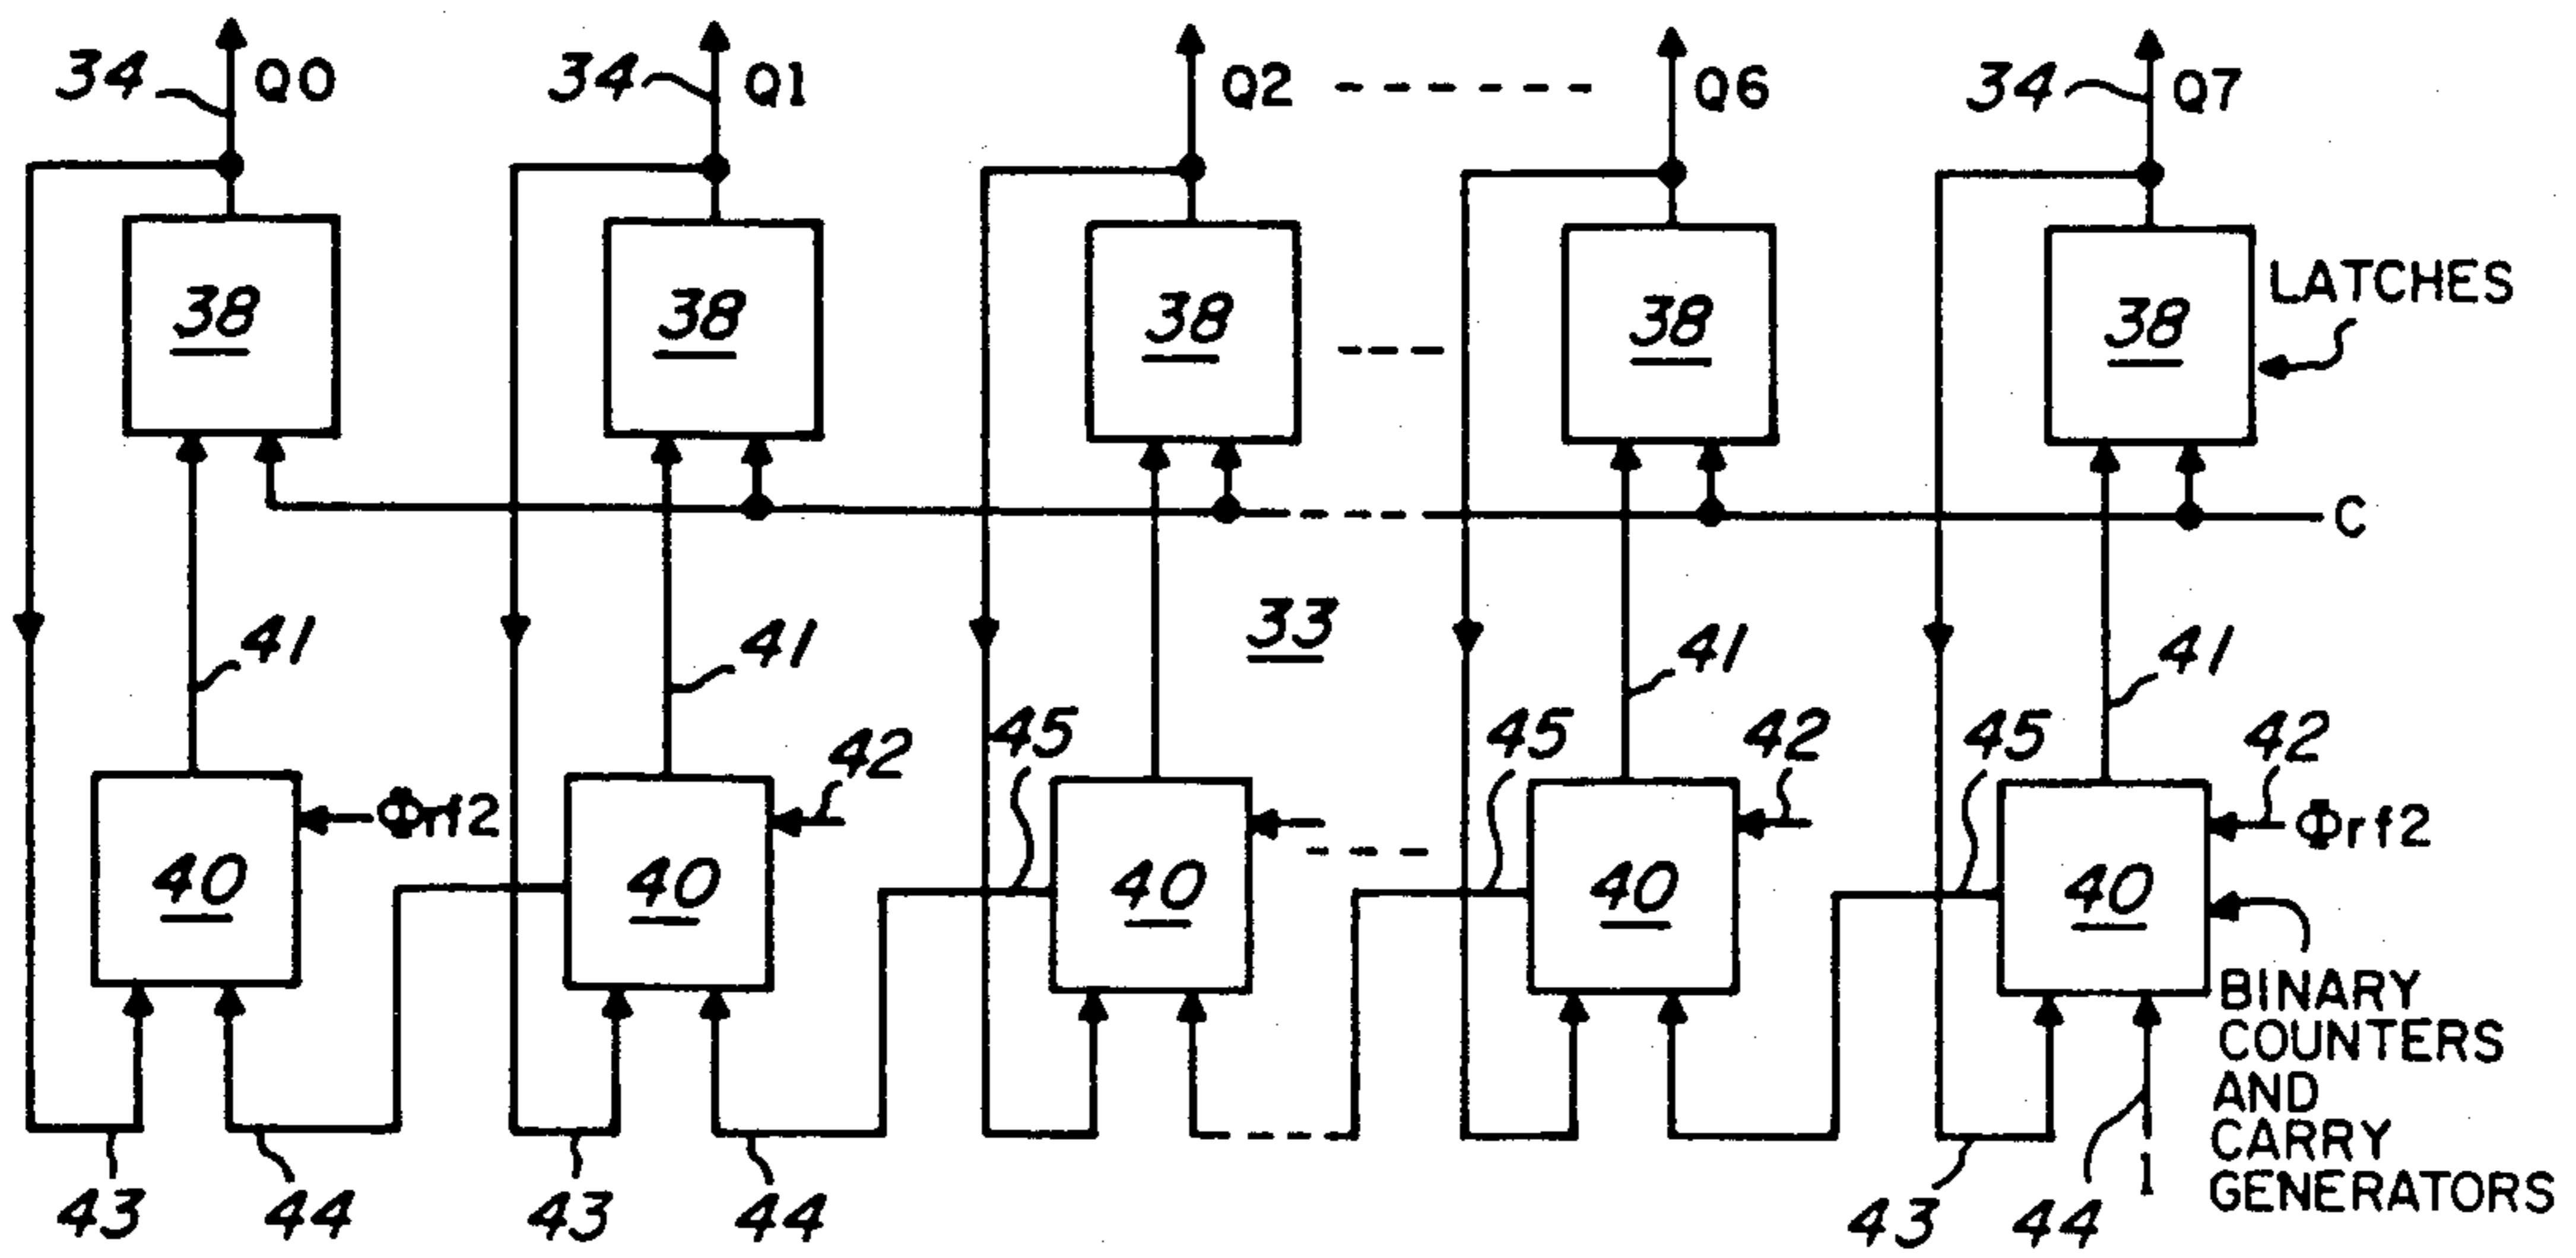 34 Q0 34 Q1 Q2 Q6 34 Q7
38 38 38 38 38 LATCHES
C
33
41 41 41 41
45 45 45
42 42 42
Φrf2 Φrf2
40 40 40 40 40
BINARY
COUNTERS
AND
CARRY
GENERATORS
1
43 44 43 44 43 44